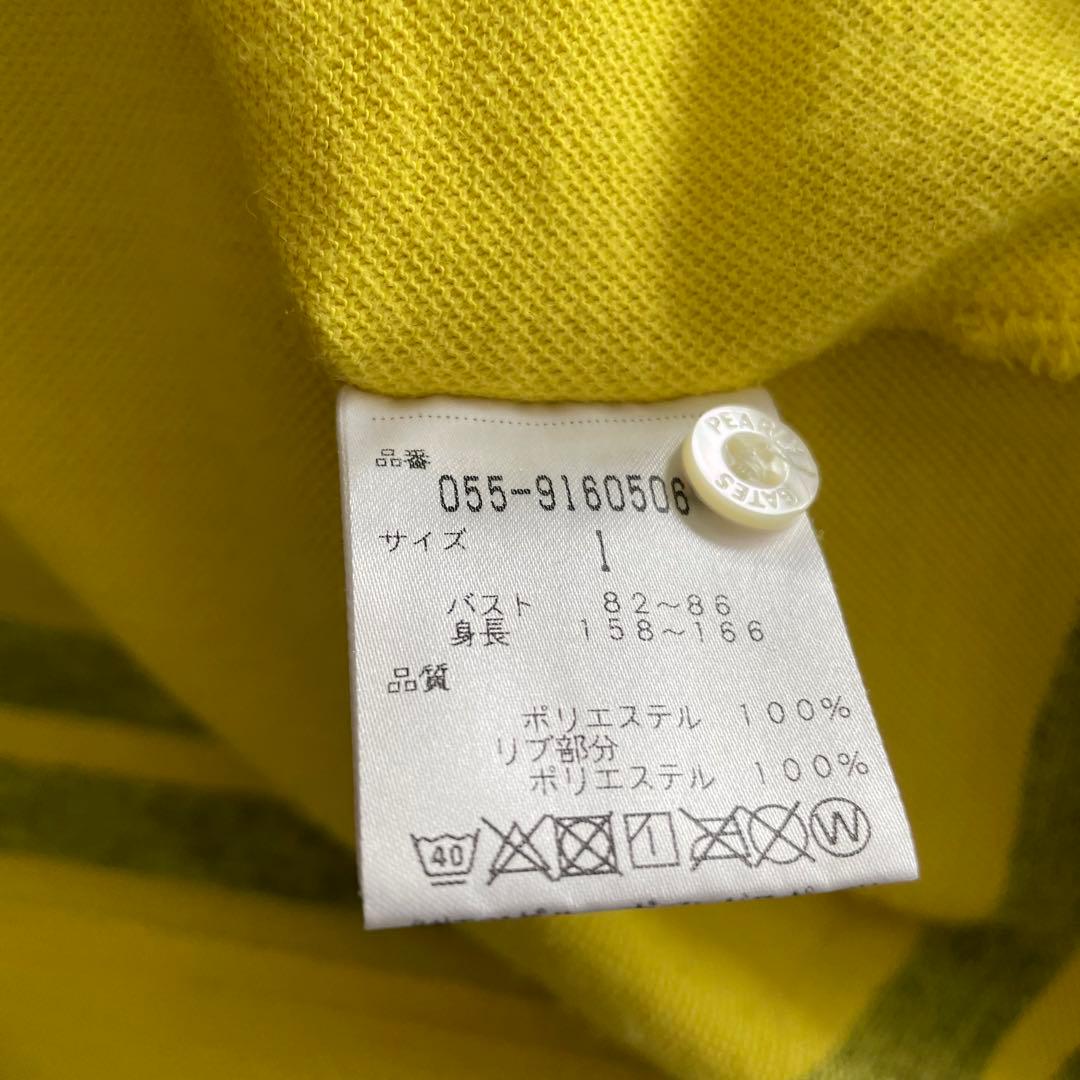 品番
055-9160506
サイズ 1
バスト 82～86
身長 158～166
品質
ポリエステル 100%
リブ部分
ポリエステル 100%
40
W
PEARLY GATES